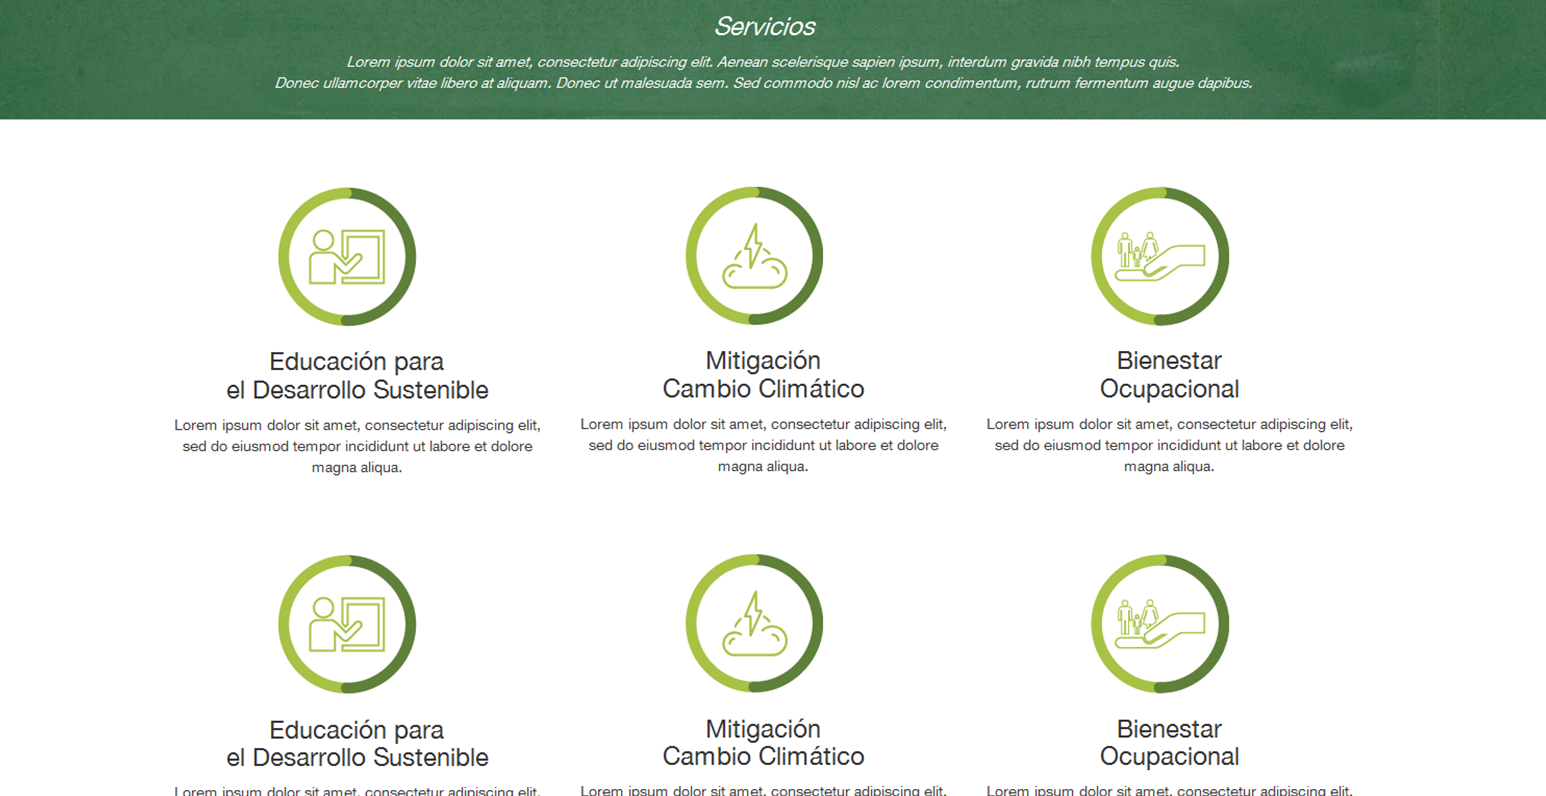 Servicios
Lorem ipsum dolor sit amet, consectetur adipiscing elit. Aenean scelerisque sapien ipsum, interdum gravida nibh tempus quis.
Donec ullamcorper vitae libero at aliquam. Donec ut malesuada sem. Sed commodo nisl ac lorem condimentum, rutrum fermentum augue dapibus.
Educación para
el Desarrollo Sustenible
Lorem ipsum dolor sit amet, consectetur adipiscing elit,
sed do eiusmod tempor incididunt ut labore et dolore
magna aliqua.
Mitigación
Cambio Climático
Lorem ipsum dolor sit amet, consectetur adipiscing elit,
sed do eiusmod tempor incididunt ut labore et dolore
magna aliqua.
Bienestar
Ocupacional
Lorem ipsum dolor sit amet, consectetur adipiscing elit,
sed do eiusmod tempor incididunt ut labore et dolore
magna aliqua.
Educación para
el Desarrollo Sustenible
Lorem ipsum dolor sit amet, consectetur adipiscing elit,
Mitigación
Cambio Climático
Lorem ipsum dolor sit amet, consectetur adipiscing elit,
Bienestar
Ocupacional
Lorem ipsum dolor sit amet, consectetur adipiscing elit,